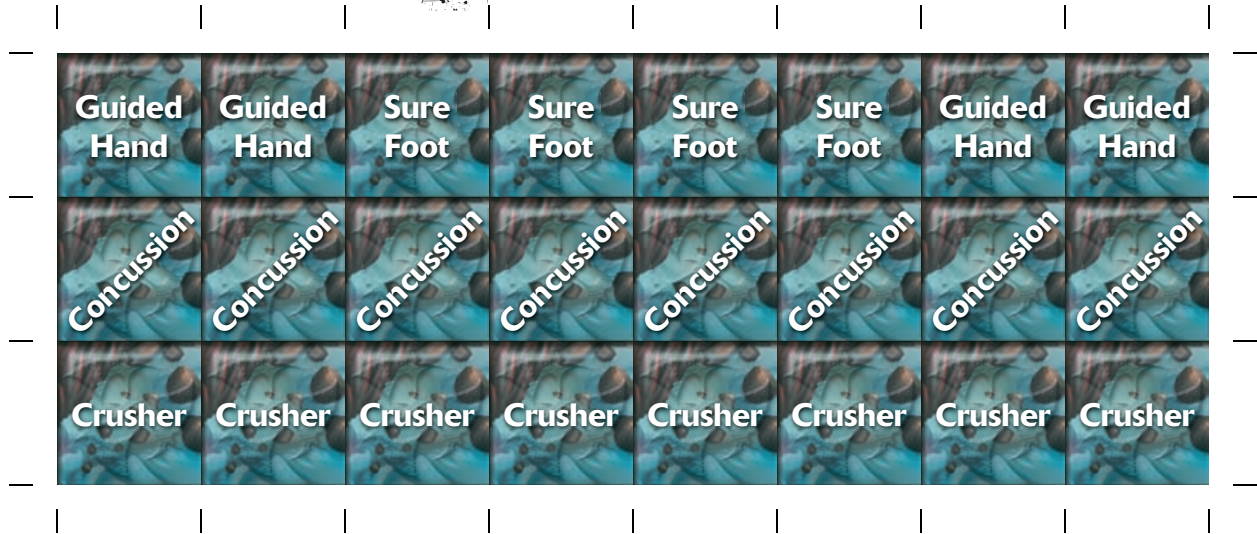 Guided Guided Sure Sure Sure Sure Guided Guided
Hand Hand Foot Foot Foot Foot Hand Hand
Concussion Concussion Concussion Concussion Concussion Concussion Concussion Concussion
Crusher Crusher Crusher Crusher Crusher Crusher Crusher Crusher